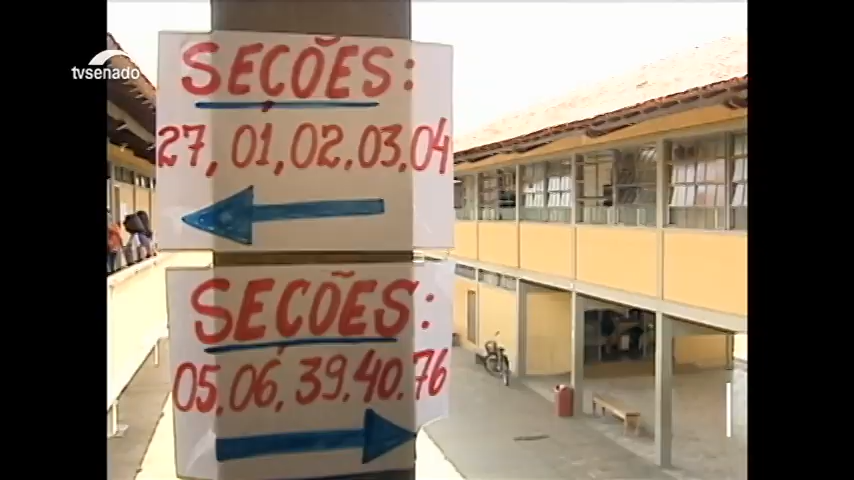 tvsenado
SEÇÕES:
27, 01, 02, 03, 04
SEÇÕES:
05, 06, 39, 40, 76